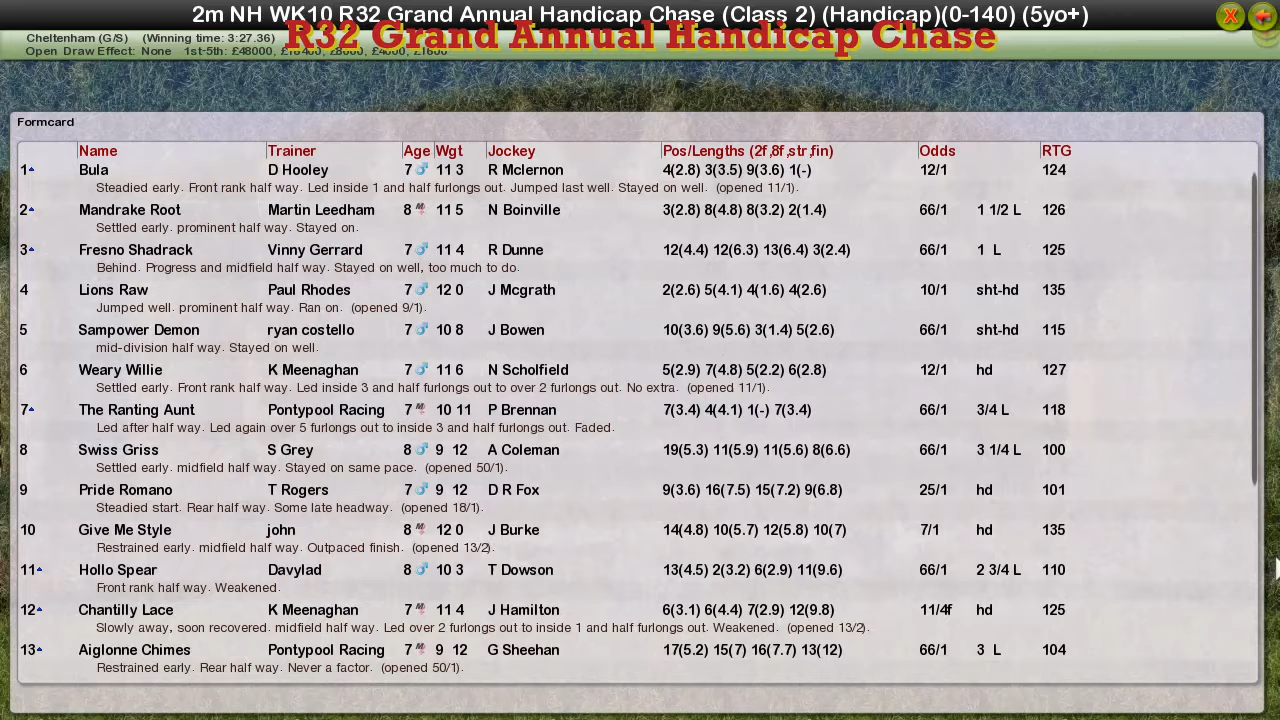 2m NH WK10 R32 Grand Annual Handicap Chase (Class 2) (Handicap)(0-140) (5yo+)
R32 Grand Annual Handicap Chase
Cheltenham (G/S) (Winning time: 3:27.36)
Open Draw Effect: None 1st-5th: £48000, £16400, £8000, £4000, £1600
Formcard
Name Trainer Age Wgt Jockey Pos/Lengths (2f,8f,str,fin) Odds RTG
1 Bula D Hooley 7 11 3 R Mclernon 4(2.8) 3(3.5) 9(3.6) 1(-) 12/1 124
Steadied early. Front rank half way. Led inside 1 and half furlongs out. Jumped last well. Stayed on well. (opened 11/1).
2 Mandrake Root Martin Leedham 8 11 5 N Boinville 3(2.8) 8(4.8) 8(3.2) 2(1.4) 66/1 1 1/2 L 126
Settled early. prominent half way. Stayed on.
3 Fresno Shadrack Vinny Gerrard 7 11 4 R Dunne 12(4.4) 12(6.3) 13(6.4) 3(2.4) 66/1 1 L 125
Behind. Progress and midfield half way. Stayed on well, too much to do.
4 Lions Raw Paul Rhodes 7 12 0 J Mcgrath 2(2.6) 5(4.1) 4(1.6) 4(2.6) 10/1 sht-hd 135
Jumped well. prominent half way. Ran on. (opened 9/1).
5 Sampower Demon ryan costello 7 10 8 J Bowen 10(3.6) 9(5.6) 3(1.4) 5(2.6) 66/1 sht-hd 115
mid-division half way. Stayed on well.
6 Weary Willie K Meenaghan 7 11 6 N Scholfield 5(2.9) 7(4.8) 5(2.2) 6(2.8) 12/1 hd 127
Settled early. Front rank half way. Led inside 3 and half furlongs out to over 2 furlongs out. No extra. (opened 11/1).
7 The Ranting Aunt Pontypool Racing 7 10 11 P Brennan 7(3.4) 4(4.1) 1(-) 7(3.4) 66/1 3/4 L 118
Led after half way. Led again over 5 furlongs out to inside 3 and half furlongs out. Faded.
8 Swiss Griss S Grey 8 9 12 A Coleman 19(5.3) 11(5.9) 11(5.6) 8(6.6) 66/1 3 1/4 L 100
Settled early. midfield half way. Stayed on same pace. (opened 50/1).
9 Pride Romano T Rogers 7 9 12 D R Fox 9(3.6) 16(7.5) 15(7.2) 9(6.8) 25/1 hd 101
Steadied start. Rear half way. Some late headway. (opened 18/1).
10 Give Me Style john 8 12 0 J Burke 14(4.8) 10(5.7) 12(5.8) 10(7) 7/1 hd 135
Restrained early. midfield half way. Outpaced finish. (opened 13/2).
11 Hollo Spear Davylad 8 10 3 T Dowson 13(4.5) 2(3.2) 6(2.9) 11(9.6) 66/1 2 3/4 L 110
Front rank half way. Weakened.
12 Chantilly Lace K Meenaghan 7 11 4 J Hamilton 6(3.1) 6(4.4) 7(2.9) 12(9.8) 11/4f hd 125
Slowly away, soon recovered. midfield half way. Led over 2 furlongs out to inside 1 and half furlongs out. Weakened. (opened 13/2).
13 Aiglonne Chimes Pontypool Racing 7 9 12 G Sheehan 17(5.2) 15(7) 16(7.7) 13(12) 66/1 3 L 104
Restrained early. Rear half way. Never a factor. (opened 50/1).